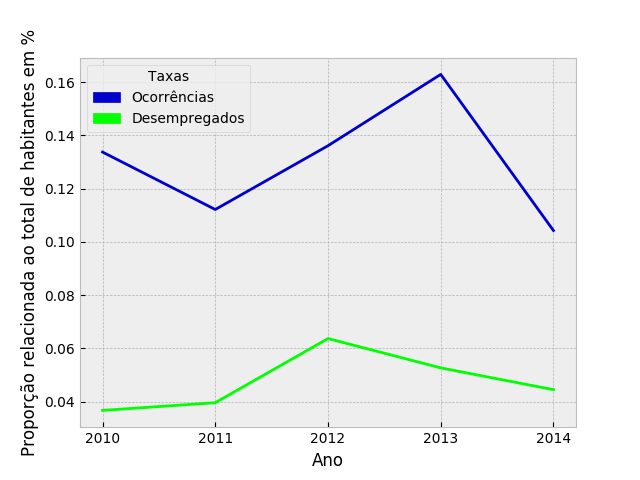 Proporção relacionada ao total de habitantes em %
0.16
0.14
0.12
0.10
0.08
0.06
0.04
Taxas
Ocorrências
Desempregados
2010 2011 2012 2013 2014
Ano